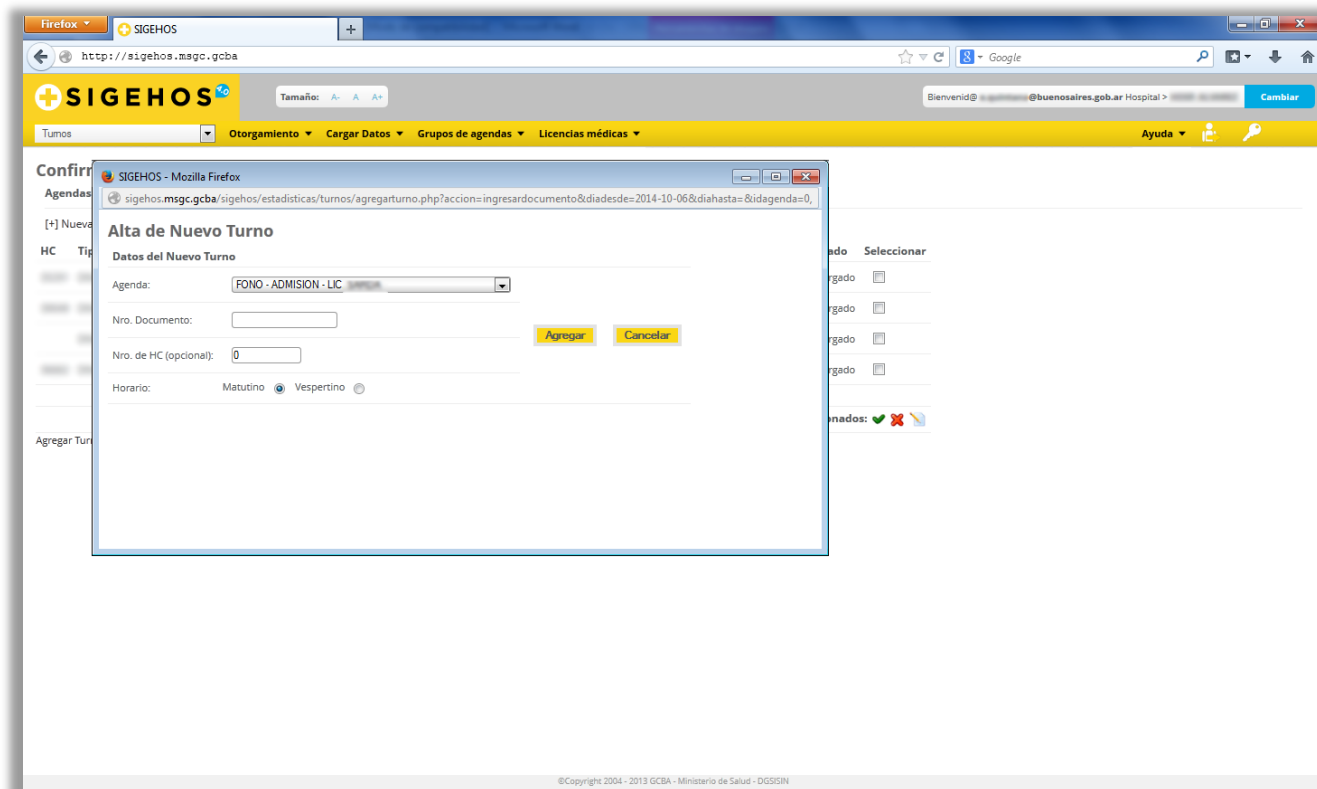 Firefox
SIGEHOS
http://sigehos.msgc.gcba
Google
SIGEHOS
Tamaño: A- A A+
Bienvenid@ @buenosaires.gob.ar Hospital >
Cambiar
Turnos
Otorgamiento
Cargar Datos
Grupos de agendas
Licencias médicas
Ayuda
Confirr
Agendas
[+] Nueva
HC Tip
ado Seleccionar
rgado
rgado
rgado
rgado
onados:
Agregar Turn
SIGEHOS - Mozilla Firefox
sigehos.msgc.gcba/sigehos/estadisticas/turnos/agregarturno.php?accion=ingresardocumento&diadesde=2014-10-06&diahasta=&idagenda=0,
Alta de Nuevo Turno
Datos del Nuevo Turno
Agenda: FONO - ADMISION - LIC
Nro. Documento:
Agregar Cancelar
Nro. de HC (opcional): 0
Horario: Matutino Vespertino
©Copyright 2004 - 2013 GCBA - Ministerio de Salud - DGSISIN